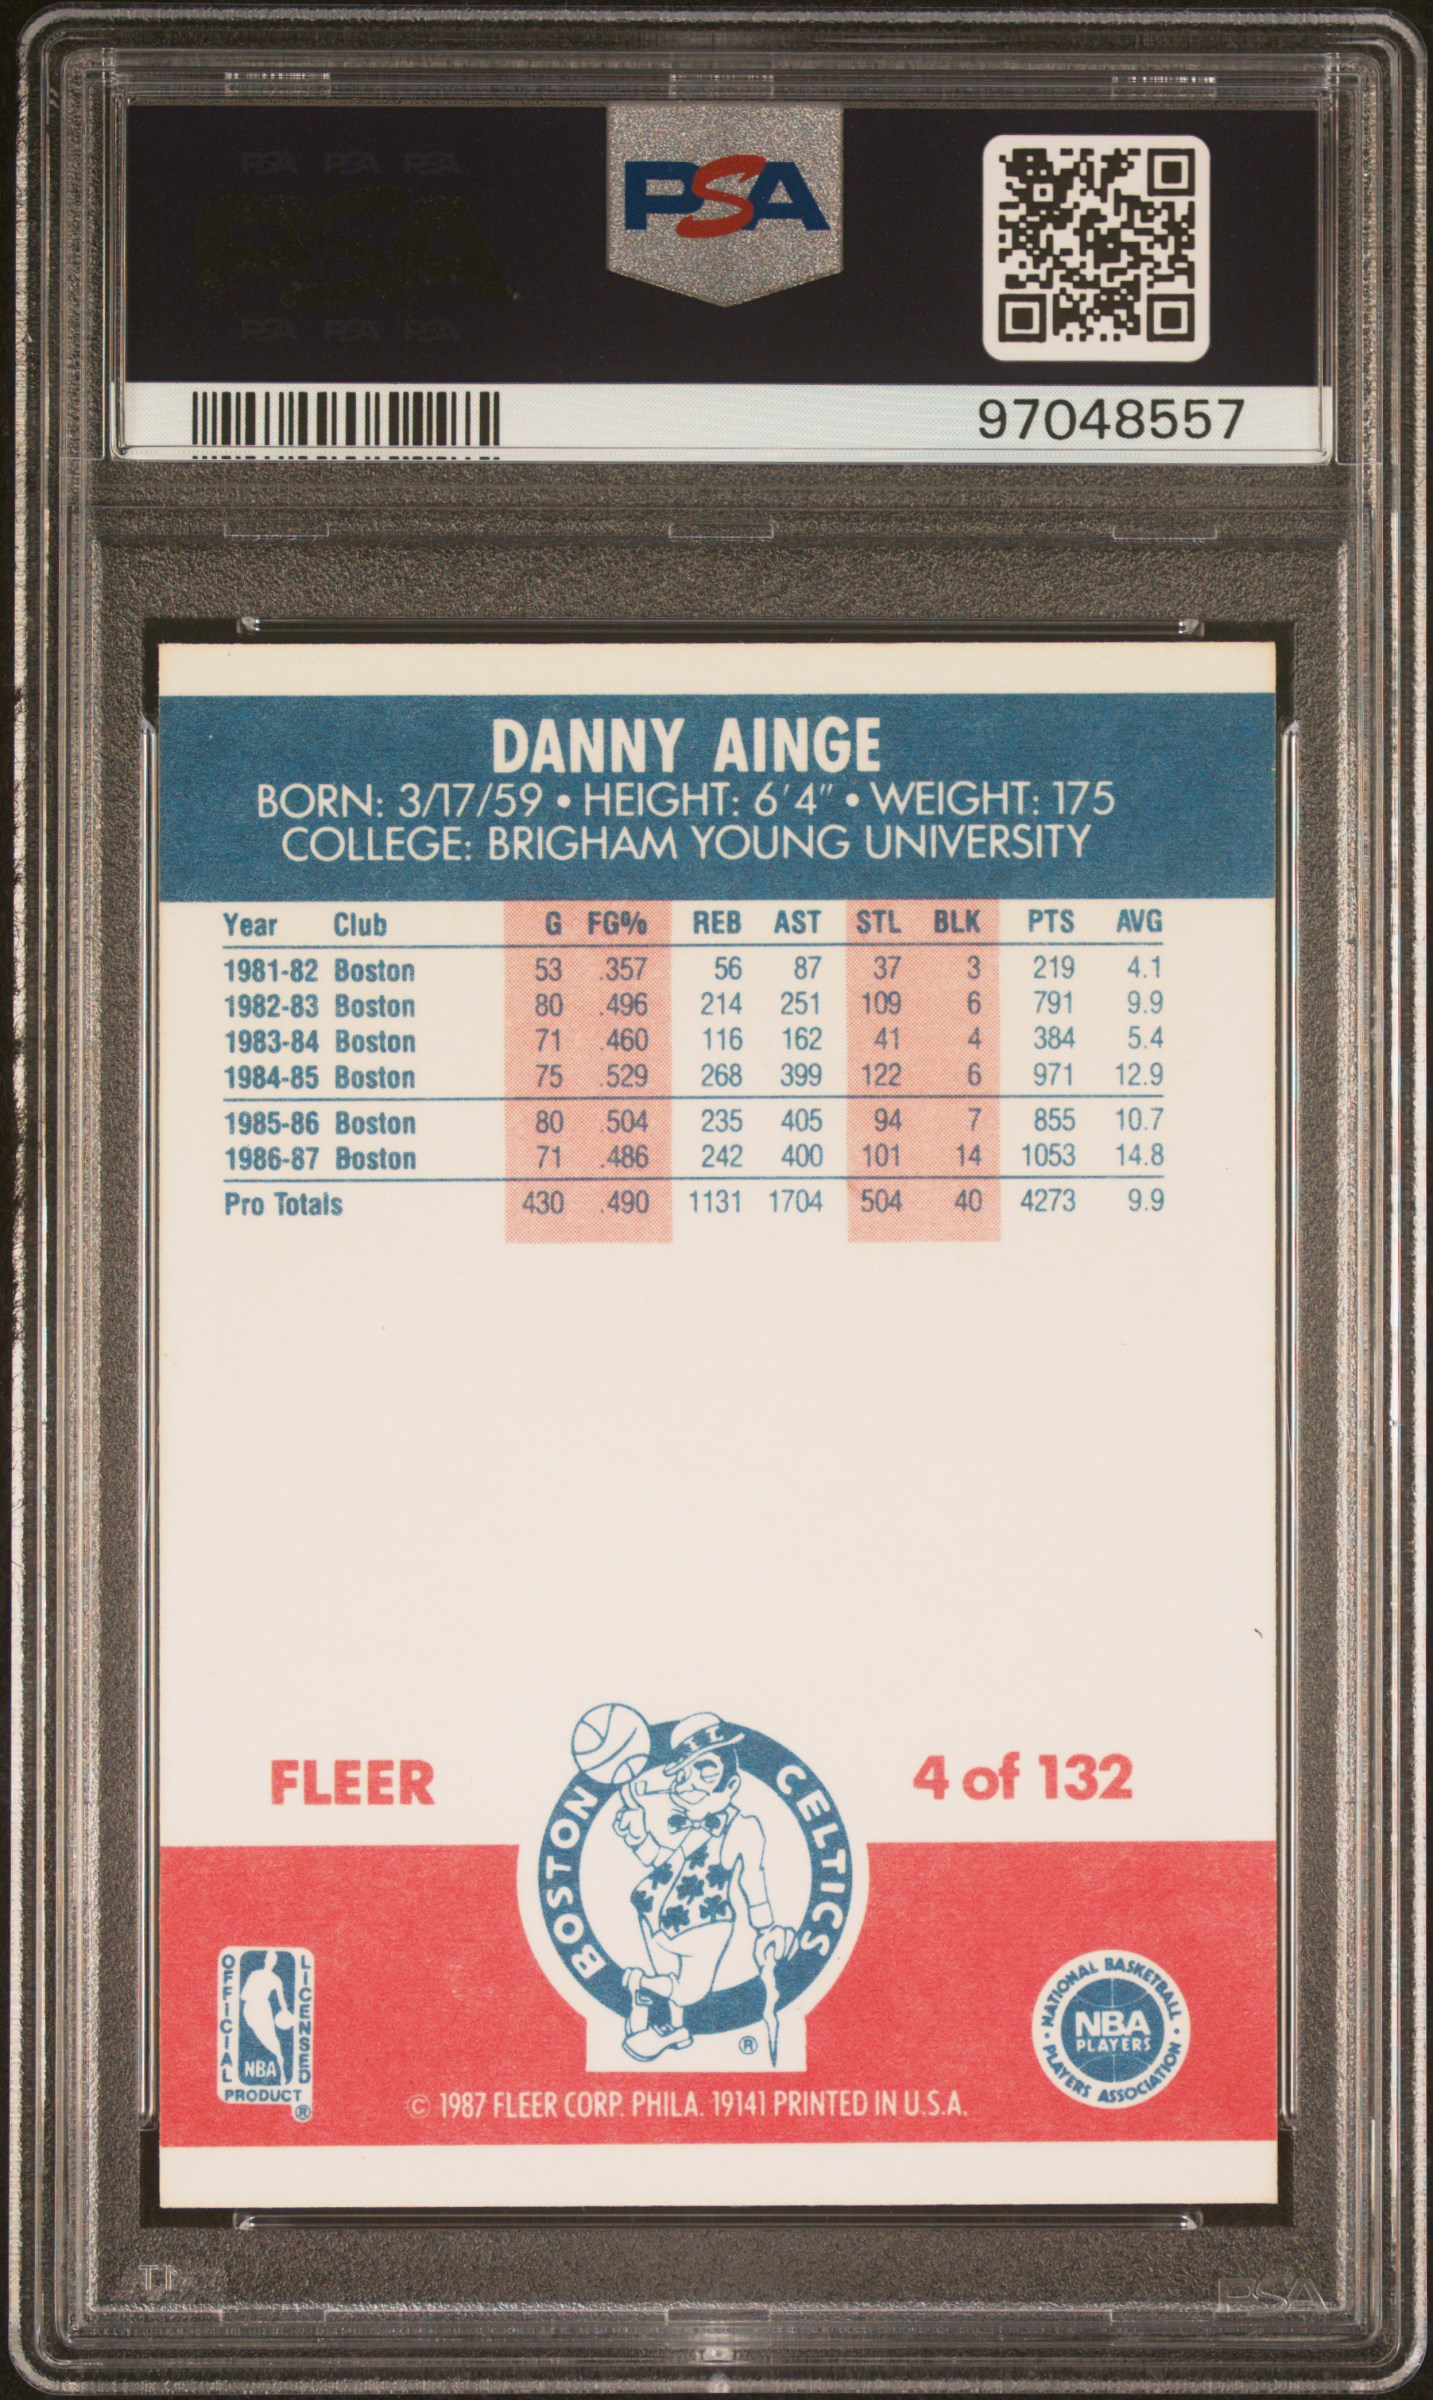 PSA PSA PSA
PSA
PSA
PSA PSA PSA
97048557
DANNY AINGE
BORN: 3/17/59 • HEIGHT: 6'4" • WEIGHT: 175
COLLEGE: BRIGHAM YOUNG UNIVERSITY
Year Club G FG% REB AST STL BLK PTS AVG
1981-82 Boston 53 .357 56 87 37 3 219 4.1
1982-83 Boston 80 .496 214 251 109 6 791 9.9
1983-84 Boston 71 .460 116 162 41 4 384 5.4
1984-85 Boston 75 .529 268 399 122 6 971 12.9
1985-86 Boston 80 .504 235 405 94 7 855 10.7
1986-87 Boston 71 .486 242 400 101 14 1053 14.8
Pro Totals 430 .490 1131 1704 504 40 4273 9.9
FLEER
BOSTON CELTICS
®
4 of 132
OFFICIAL LICENSED
NBA
PRODUCT
®
NATIONAL BASKETBALL
NBA
PLAYERS
• PLAYERS ASSOCIATION •
© 1987 FLEER CORP. PHILA. 19141 PRINTED IN U.S.A.
PSA